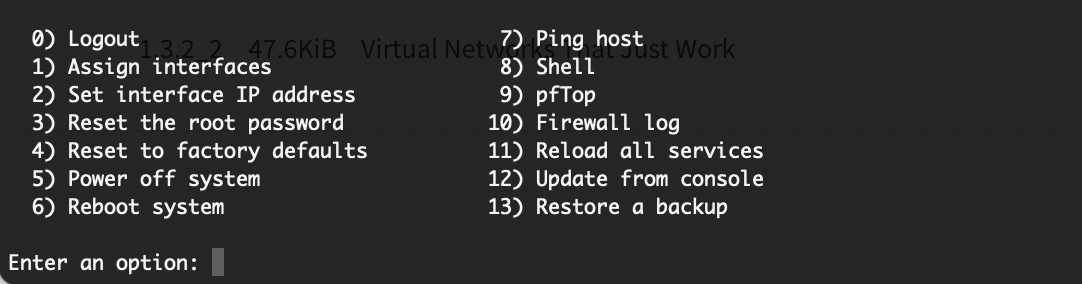 0) Logout 7) Ping host
1.3.2_2 47.6KiB Virtual Networks That Just Work
1) Assign interfaces 8) Shell
2) Set interface IP address 9) pfTop
3) Reset the root password 10) Firewall log
4) Reset to factory defaults 11) Reload all services
5) Power off system 12) Update from console
6) Reboot system 13) Restore a backup
Enter an option: